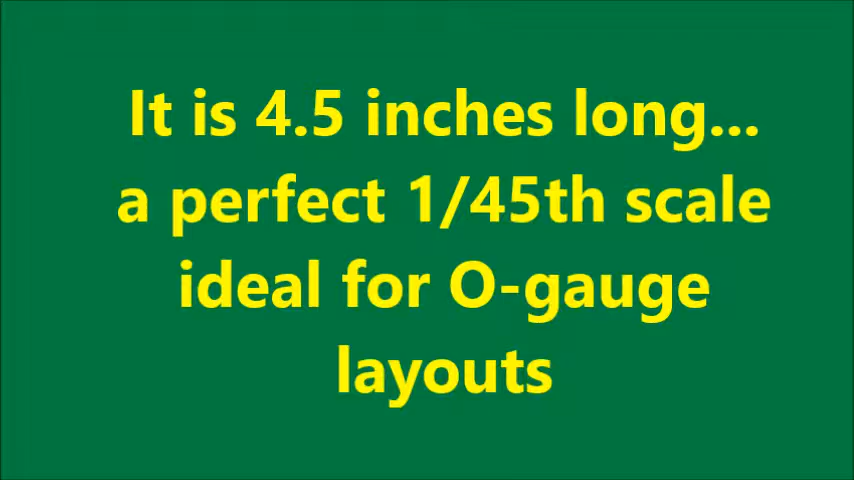 It is 4.5 inches long...
a perfect 1/45th scale
ideal for O-gauge
layouts